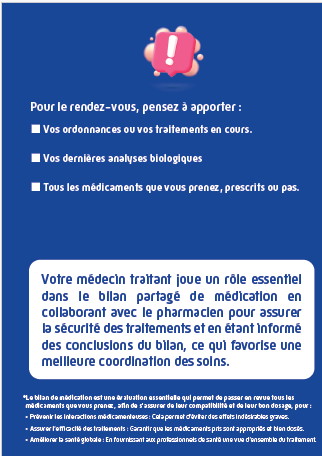 !
Pour le rendez-vous, pensez à apporter :
■ Vos ordonnances ou vos traitements en cours.
■ Vos dernières analyses biologiques
■ Tous les médicaments que vous prenez, prescrits ou pas.
Votre médecin traitant joue un rôle essentiel
dans le bilan partagé de médication en
collaborant avec le pharmacien pour assurer
la sécurité des traitements et en étant informé
des conclusions du bilan, ce qui favorise une
meilleure coordination des soins.
*Le bilan de médication est une évaluation essentielle qui permet de passer en revue tous les
médicaments que vous prenez, afin de s'assurer de leur compatibilité et de leur bon dosage, pour :
• Prévenir les interactions médicamenteuses : Cela permet d'éviter des effets indésirables graves.
• Assurer l'efficacité des traitements : Garantir que les médicaments pris sont appropriés et bien dosés.
• Améliorer la santé globale : En fournissant aux professionnels de santé une vue d'ensemble du traitement